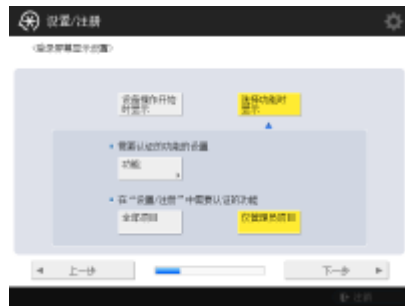 设置/注册
<登录屏幕显示设置>
设备操作开始
时显示
选择功能时
显示
需要认证的功能的设置
功能
在“设置/注册”中需要认证的功能
全部项目
仅管理员项目
上一步
下一步
注销